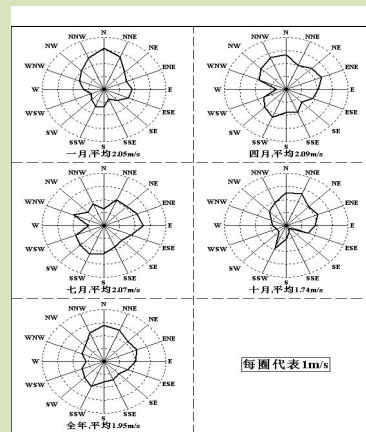 N
NNW NNE
NW NE
WNW ENE
W E
WSW ESE
SW SE
SSW SSE
S
一月,平均2.05m/s
N
NNW NNE
NW NE
WNW ENE
W E
WSW ESE
SW SE
SSW SSE
S
四月,平均2.09m/s
N
NNW NNE
NW NE
WNW ENE
W E
WSW ESE
SW SE
SSW SSE
S
七月,平均2.07m/s
N
NNW NNE
NW NE
WNW ENE
W E
WSW ESE
SW SE
SSW SSE
S
十月,平均1.74m/s
N
NNW NNE
NW NE
WNW ENE
W E
WSW ESE
SW SE
SSW SSE
S
全年,平均1.95m/s
每圈代表1m/s